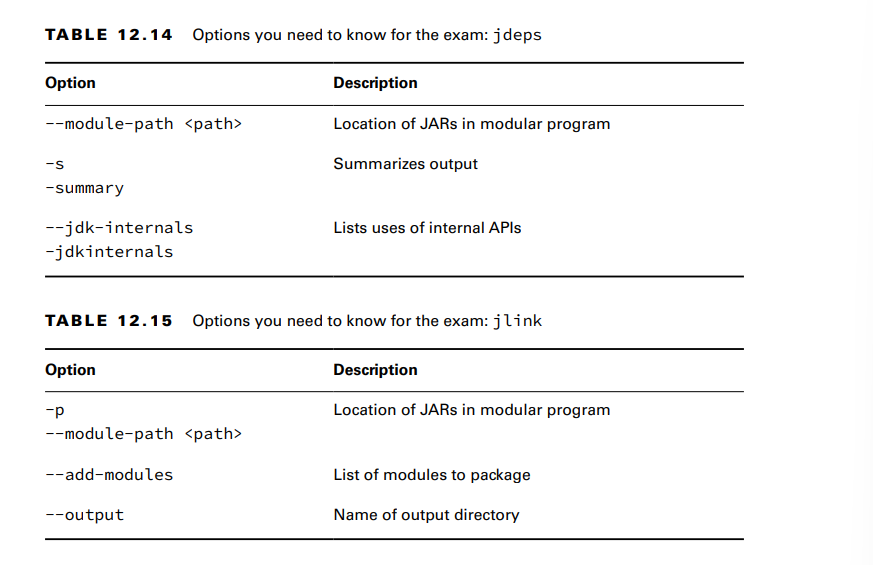 TABLE 12.14 Options you need to know for the exam: jdeps
Option Description
--module-path <path> Location of JARs in modular program
-s Summarizes output
-summary
--jdk-internals Lists uses of internal APIs
-jdkinternals
TABLE 12.15 Options you need to know for the exam: jlink
Option Description
-p Location of JARs in modular program
--module-path <path>
--add-modules List of modules to package
--output Name of output directory